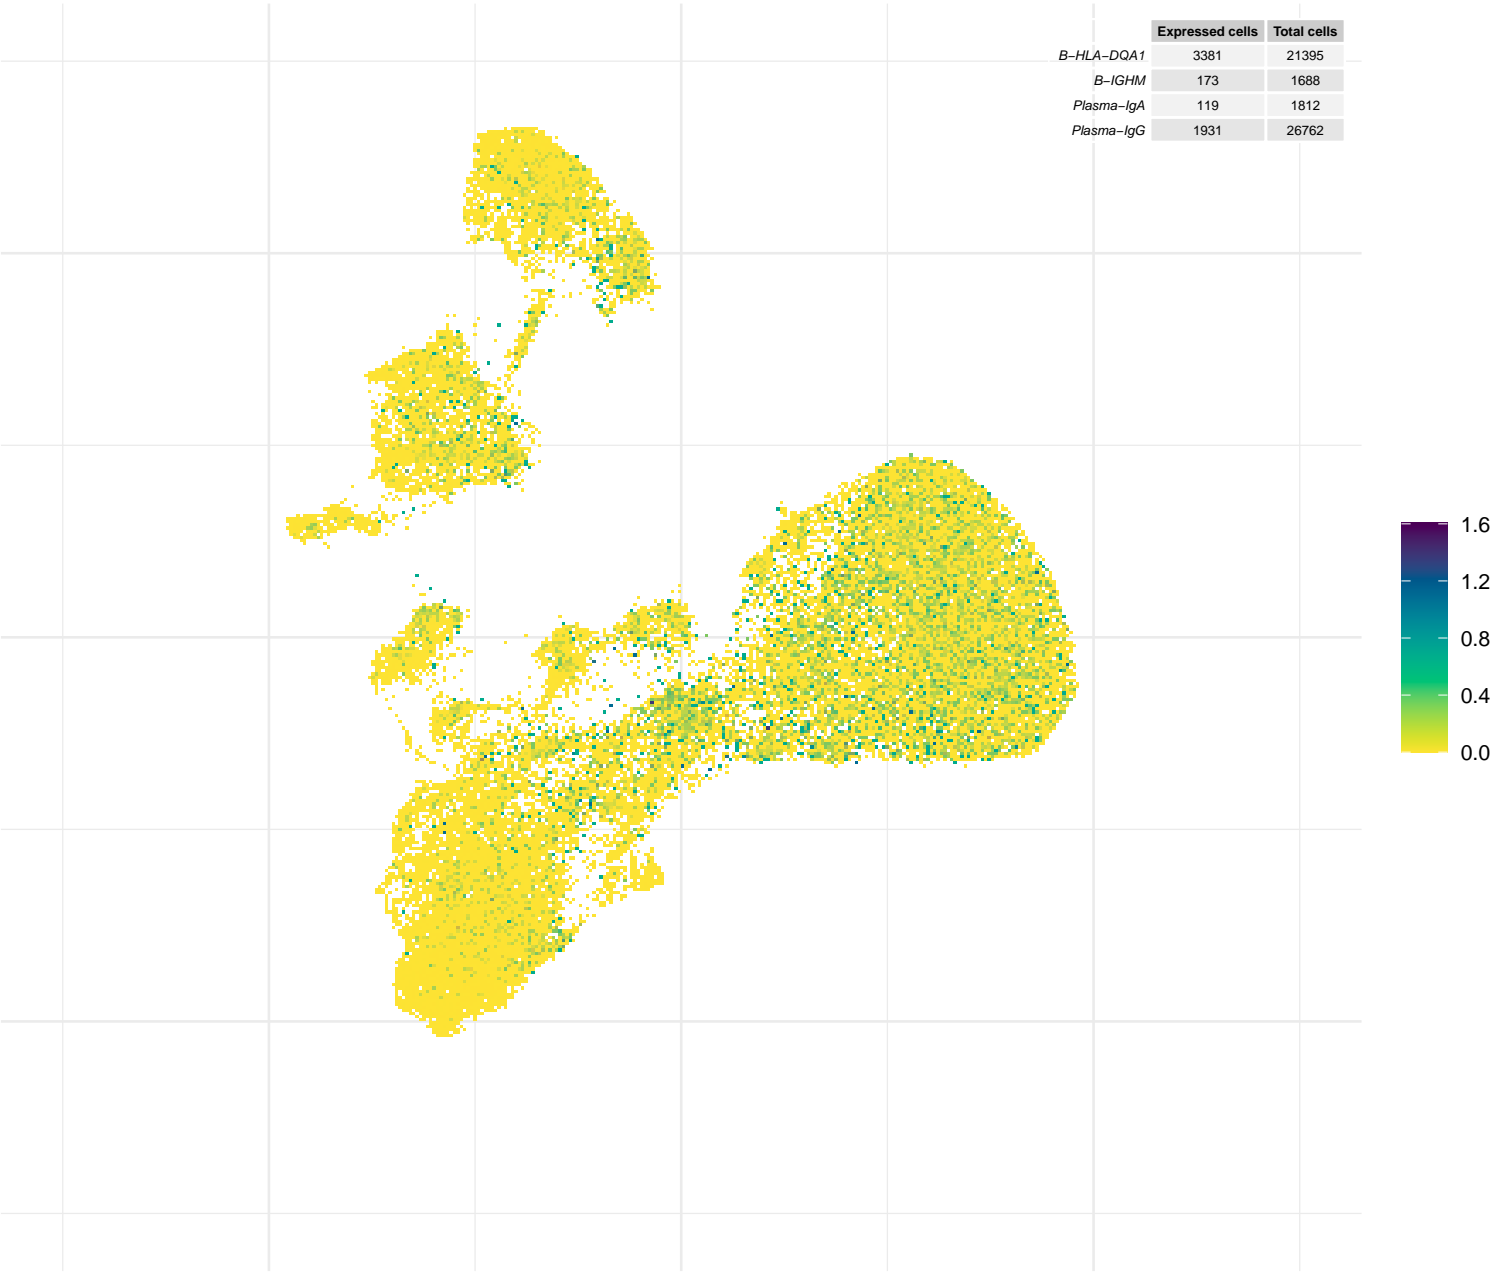 Expressed cells Total cells
B−HLA−DQA1 3381 21395
B−IGHM 173 1688
Plasma−IgA 119 1812
Plasma−IgG 1931 26762
1.6
1.2
0.8
0.4
0.0